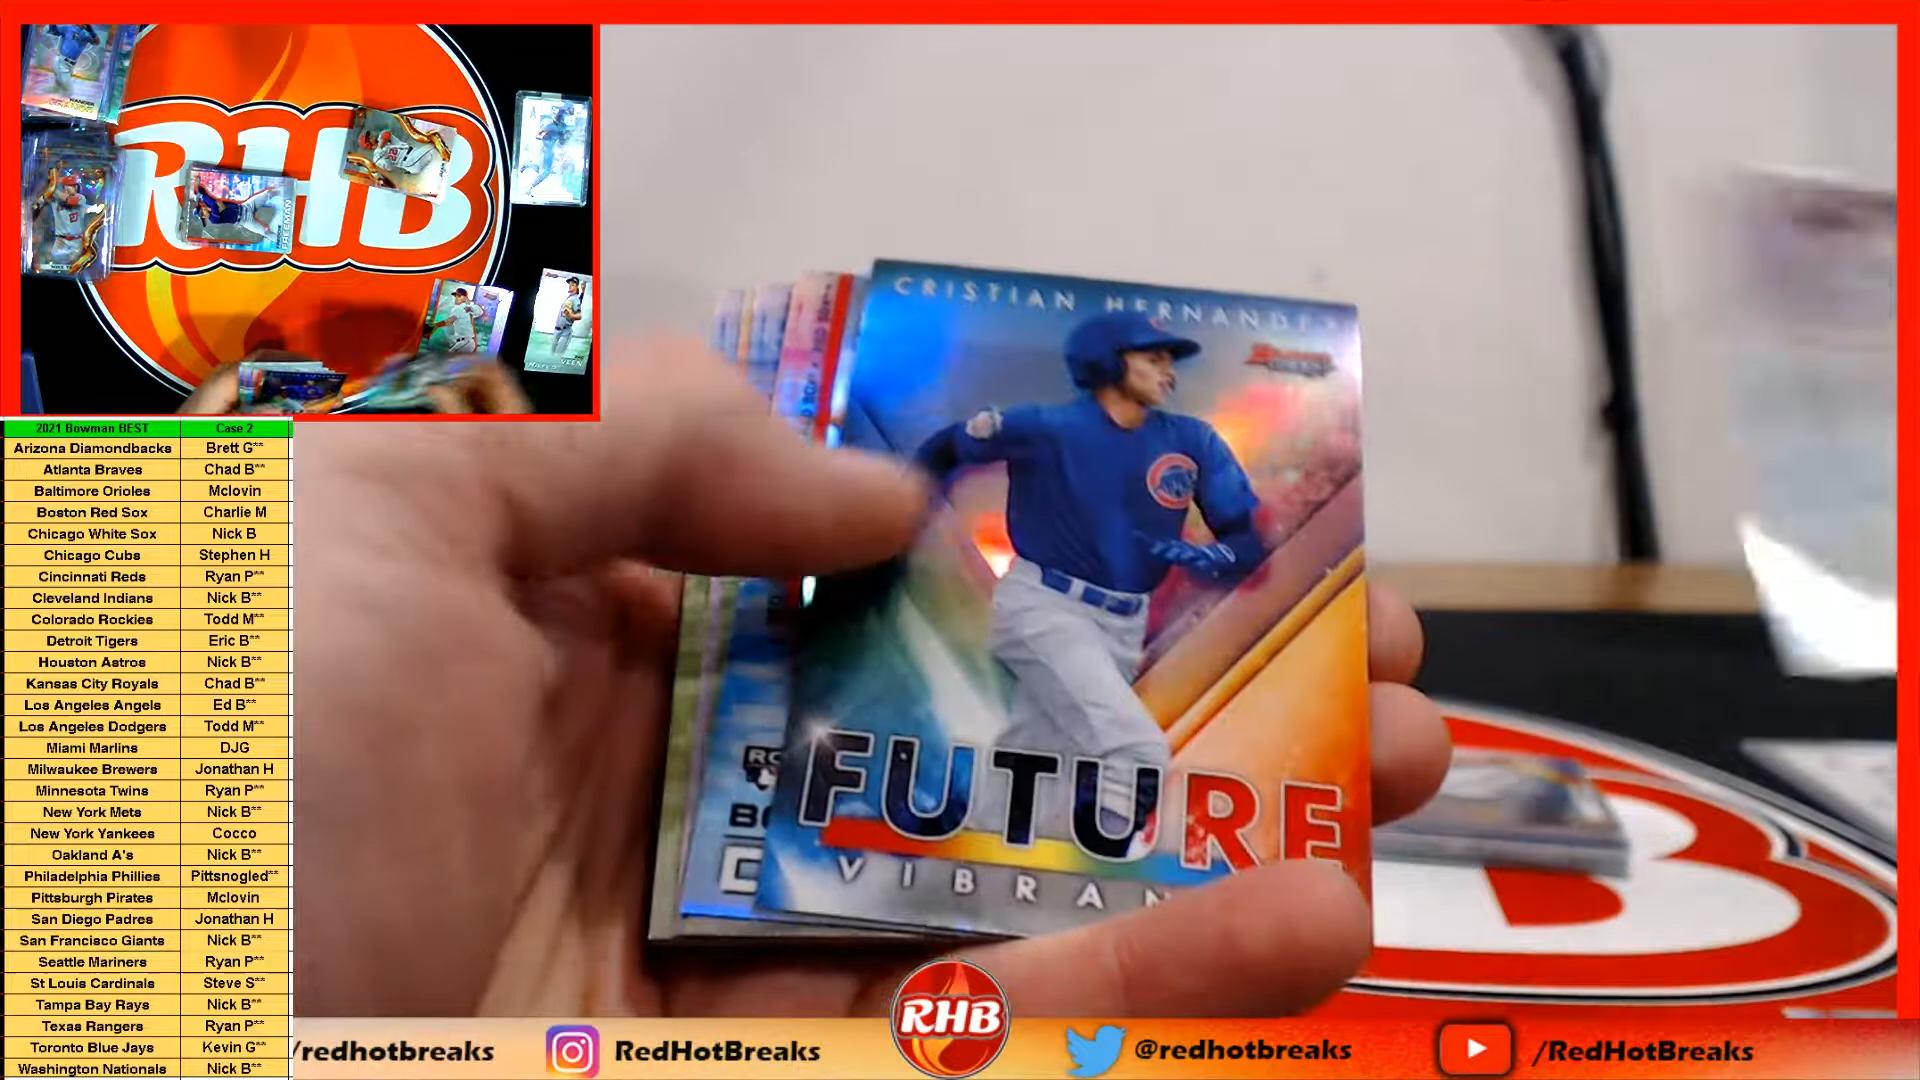 RHB
FREEMAN
VEEN
2021 Bowman BEST Case 2
Arizona Diamondbacks Brett G**
Atlanta Braves Chad B**
Baltimore Orioles Mclovin
Boston Red Sox Charlie M
Chicago White Sox Nick B
Chicago Cubs Stephen H
Cincinnati Reds Ryan P**
Cleveland Indians Nick B**
Colorado Rockies Todd M**
Detroit Tigers Eric B**
Houston Astros Nick B**
Kansas City Royals Chad B**
Los Angeles Angels Ed B**
Los Angeles Dodgers Todd M**
Miami Marlins DJG
Milwaukee Brewers Jonathan H
Minnesota Twins Ryan P**
New York Mets Nick B**
New York Yankees Cocco
Oakland A's Nick B**
Philadelphia Phillies Pittsnogled**
Pittsburgh Pirates Mclovin
San Diego Padres Jonathan H
San Francisco Giants Nick B**
Seattle Mariners Ryan P**
St Louis Cardinals Steve S**
Tampa Bay Rays Nick B**
Texas Rangers Ryan P**
Toronto Blue Jays Kevin G**
Washington Nationals Nick B**
CRISTIAN HERNANDEZ
FUTURE
VIBRAN
RHB
/redhotbreaks
RedHotBreaks
@redhotbreaks
/RedHotBreaks